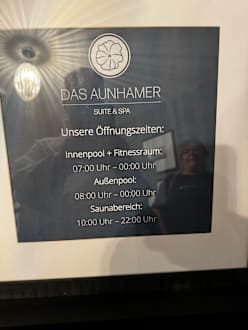 DAS AUNHAMER
SUITE & SPA
Unsere Öffnungszeiten:
Innenpool + Fitnessraum:
07:00 Uhr – 00:00 Uhr
Außenpool:
08:00 Uhr – 00:00 Uhr
Saunabereich:
10:00 Uhr – 22:00 Uhr